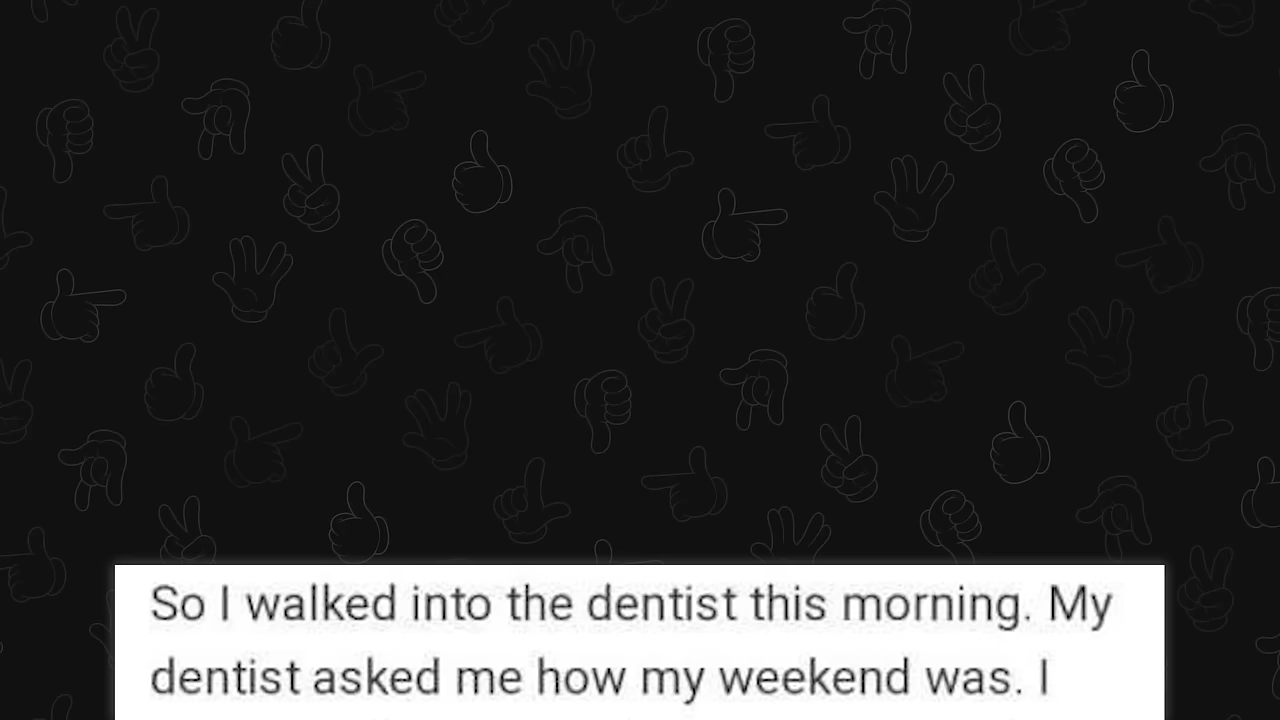 So I walked into the dentist this morning. My
dentist asked me how my weekend was. I